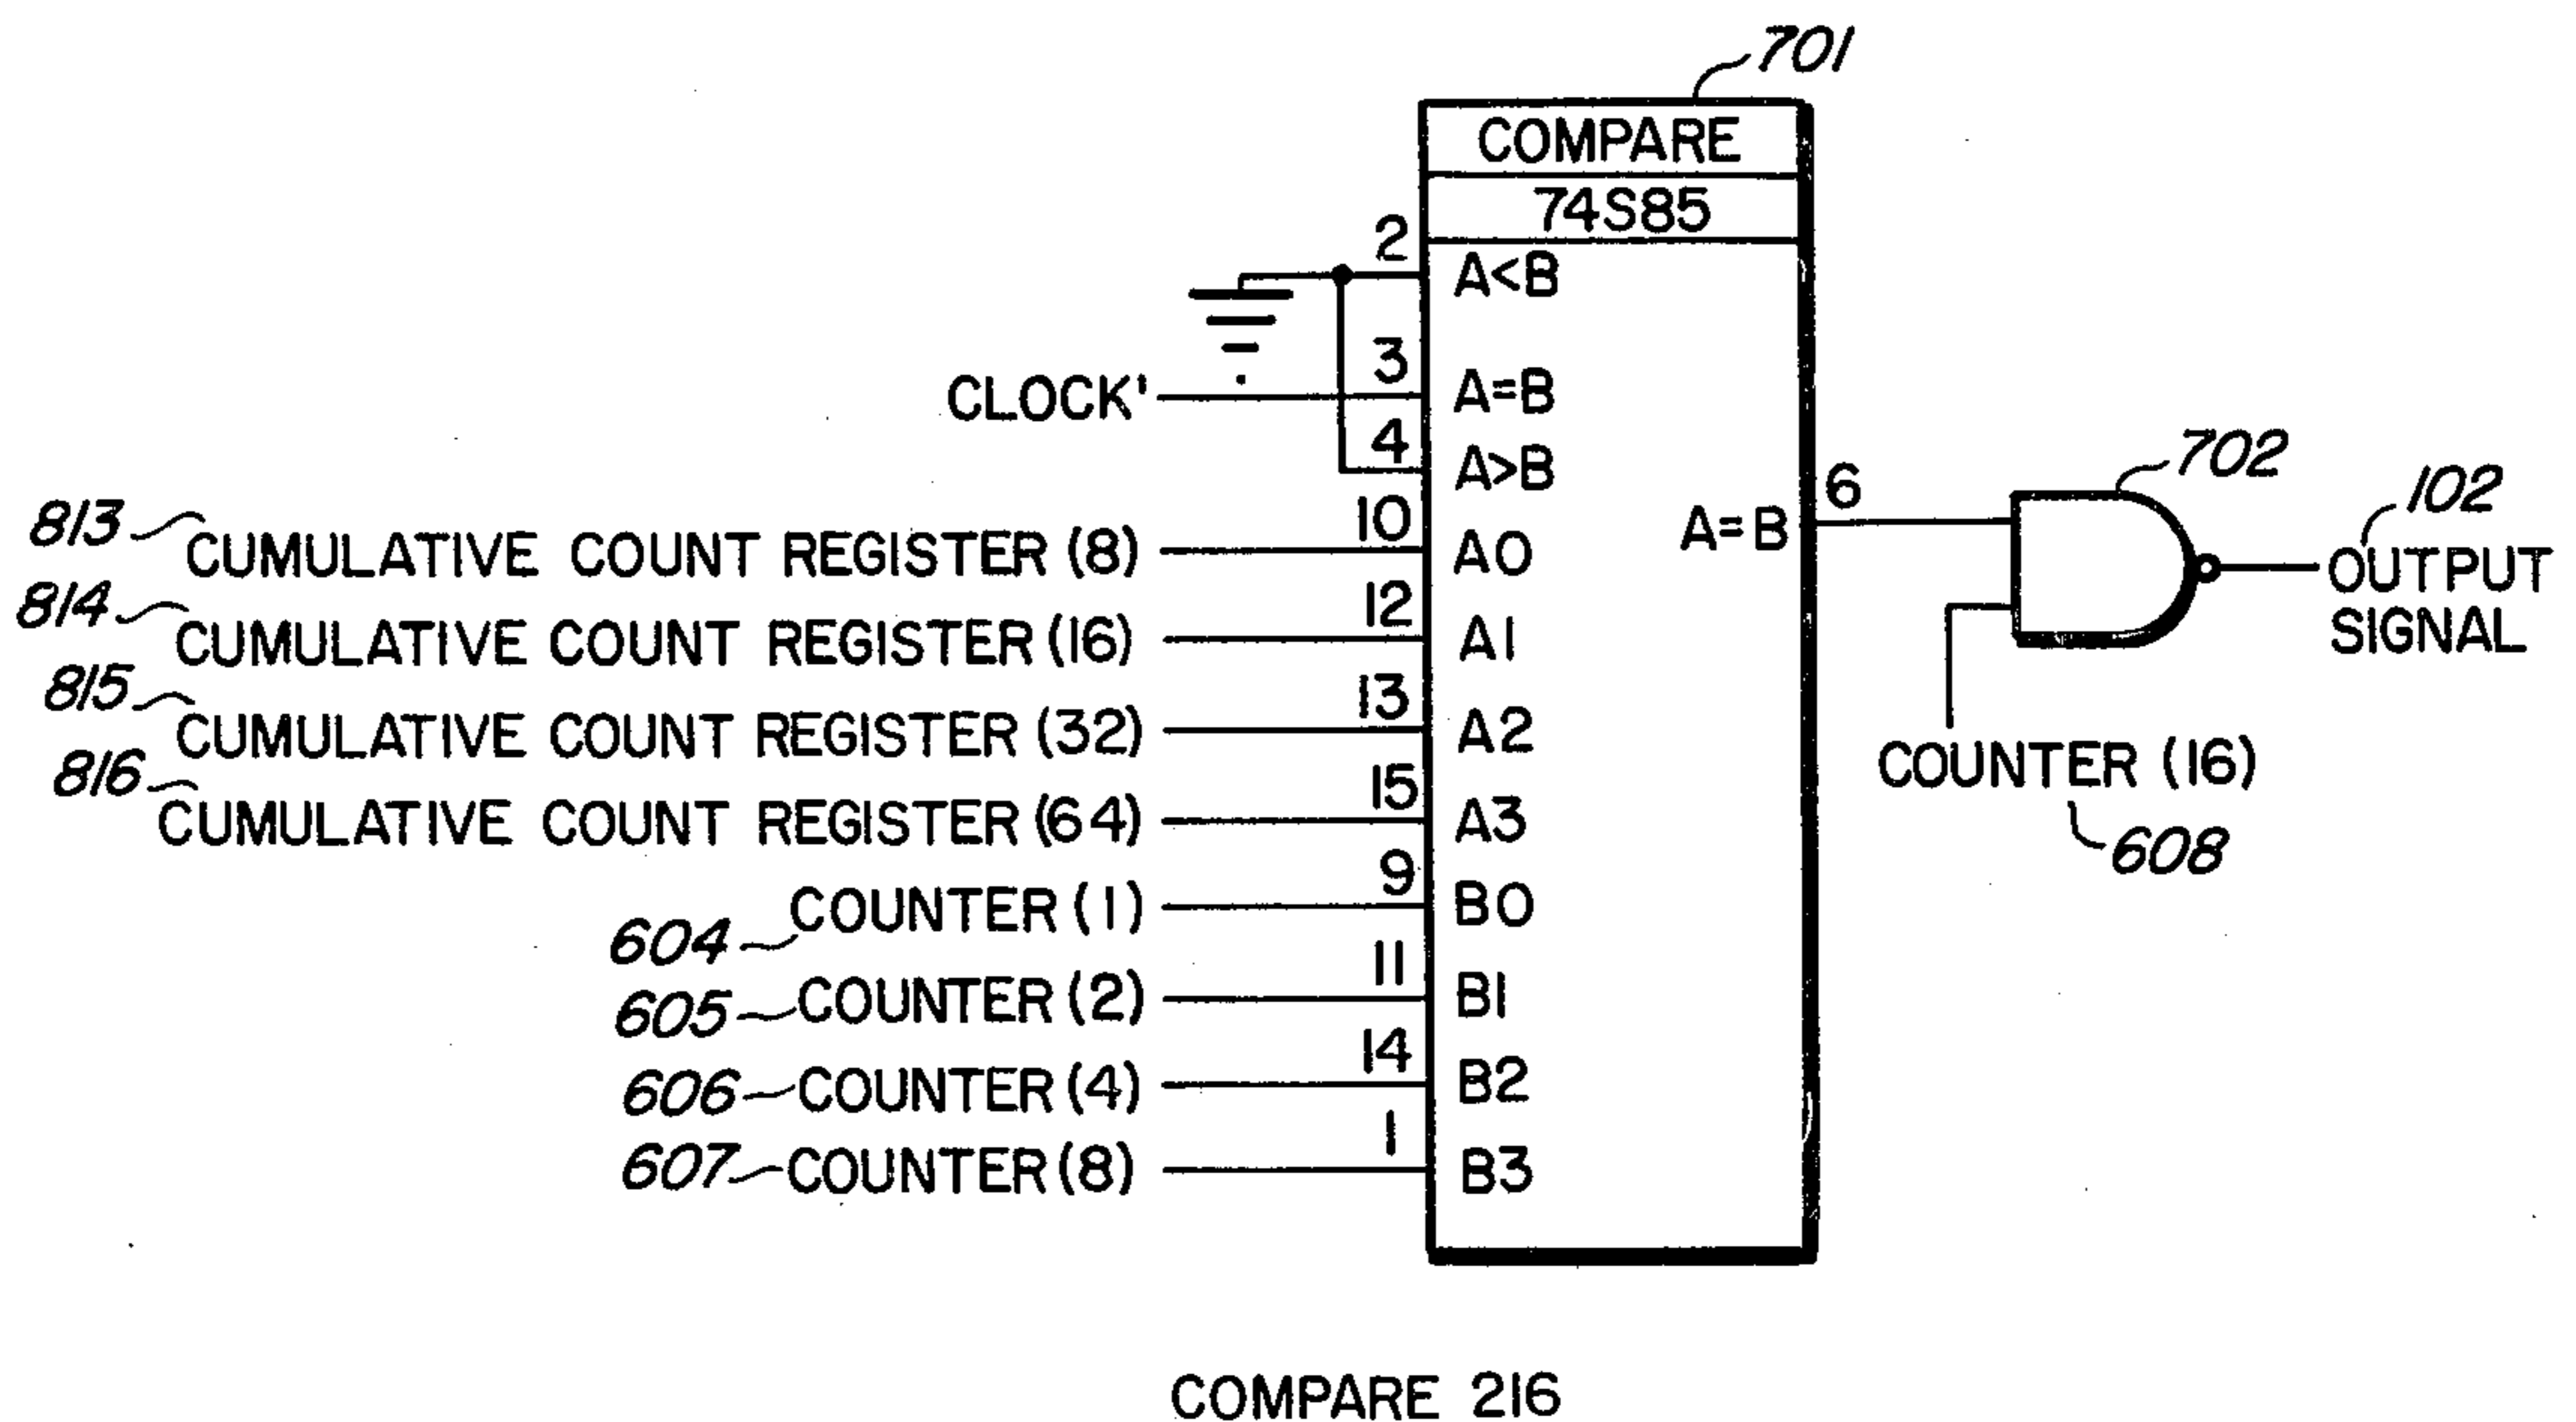 701
COMPARE
74S85
2 A<B
CLOCK' 3 A=B
4 A>B
813 CUMULATIVE COUNT REGISTER (8) 10 A0
814 CUMULATIVE COUNT REGISTER (16) 12 A1
815 CUMULATIVE COUNT REGISTER (32) 13 A2
816 CUMULATIVE COUNT REGISTER (64) 15 A3
604 COUNTER (1) 9 B0
605 COUNTER (2) 11 B1
606 COUNTER (4) 14 B2
607 COUNTER (8) 1 B3
A=B 6
702
102
OUTPUT
SIGNAL
COUNTER (16)
608
COMPARE 216